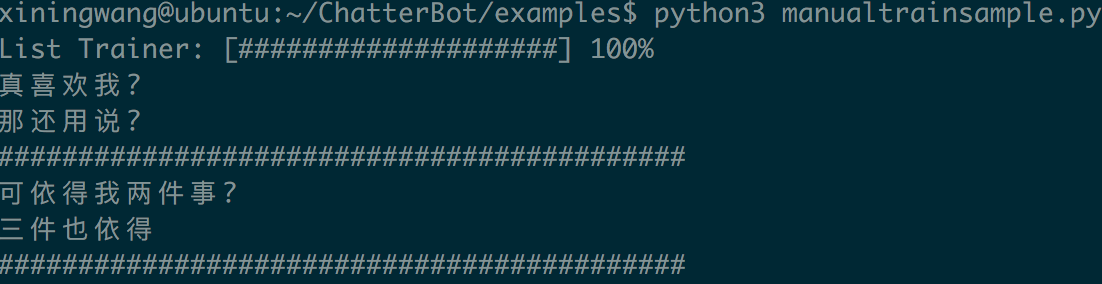 xiningwang@ubuntu:~/ChatterBot/examples$ python3 manualtrainsample.py
List Trainer: [####################] 100%
真喜欢我?
那还用说?
###########################################
可依得我两件事?
三件也依得
###########################################